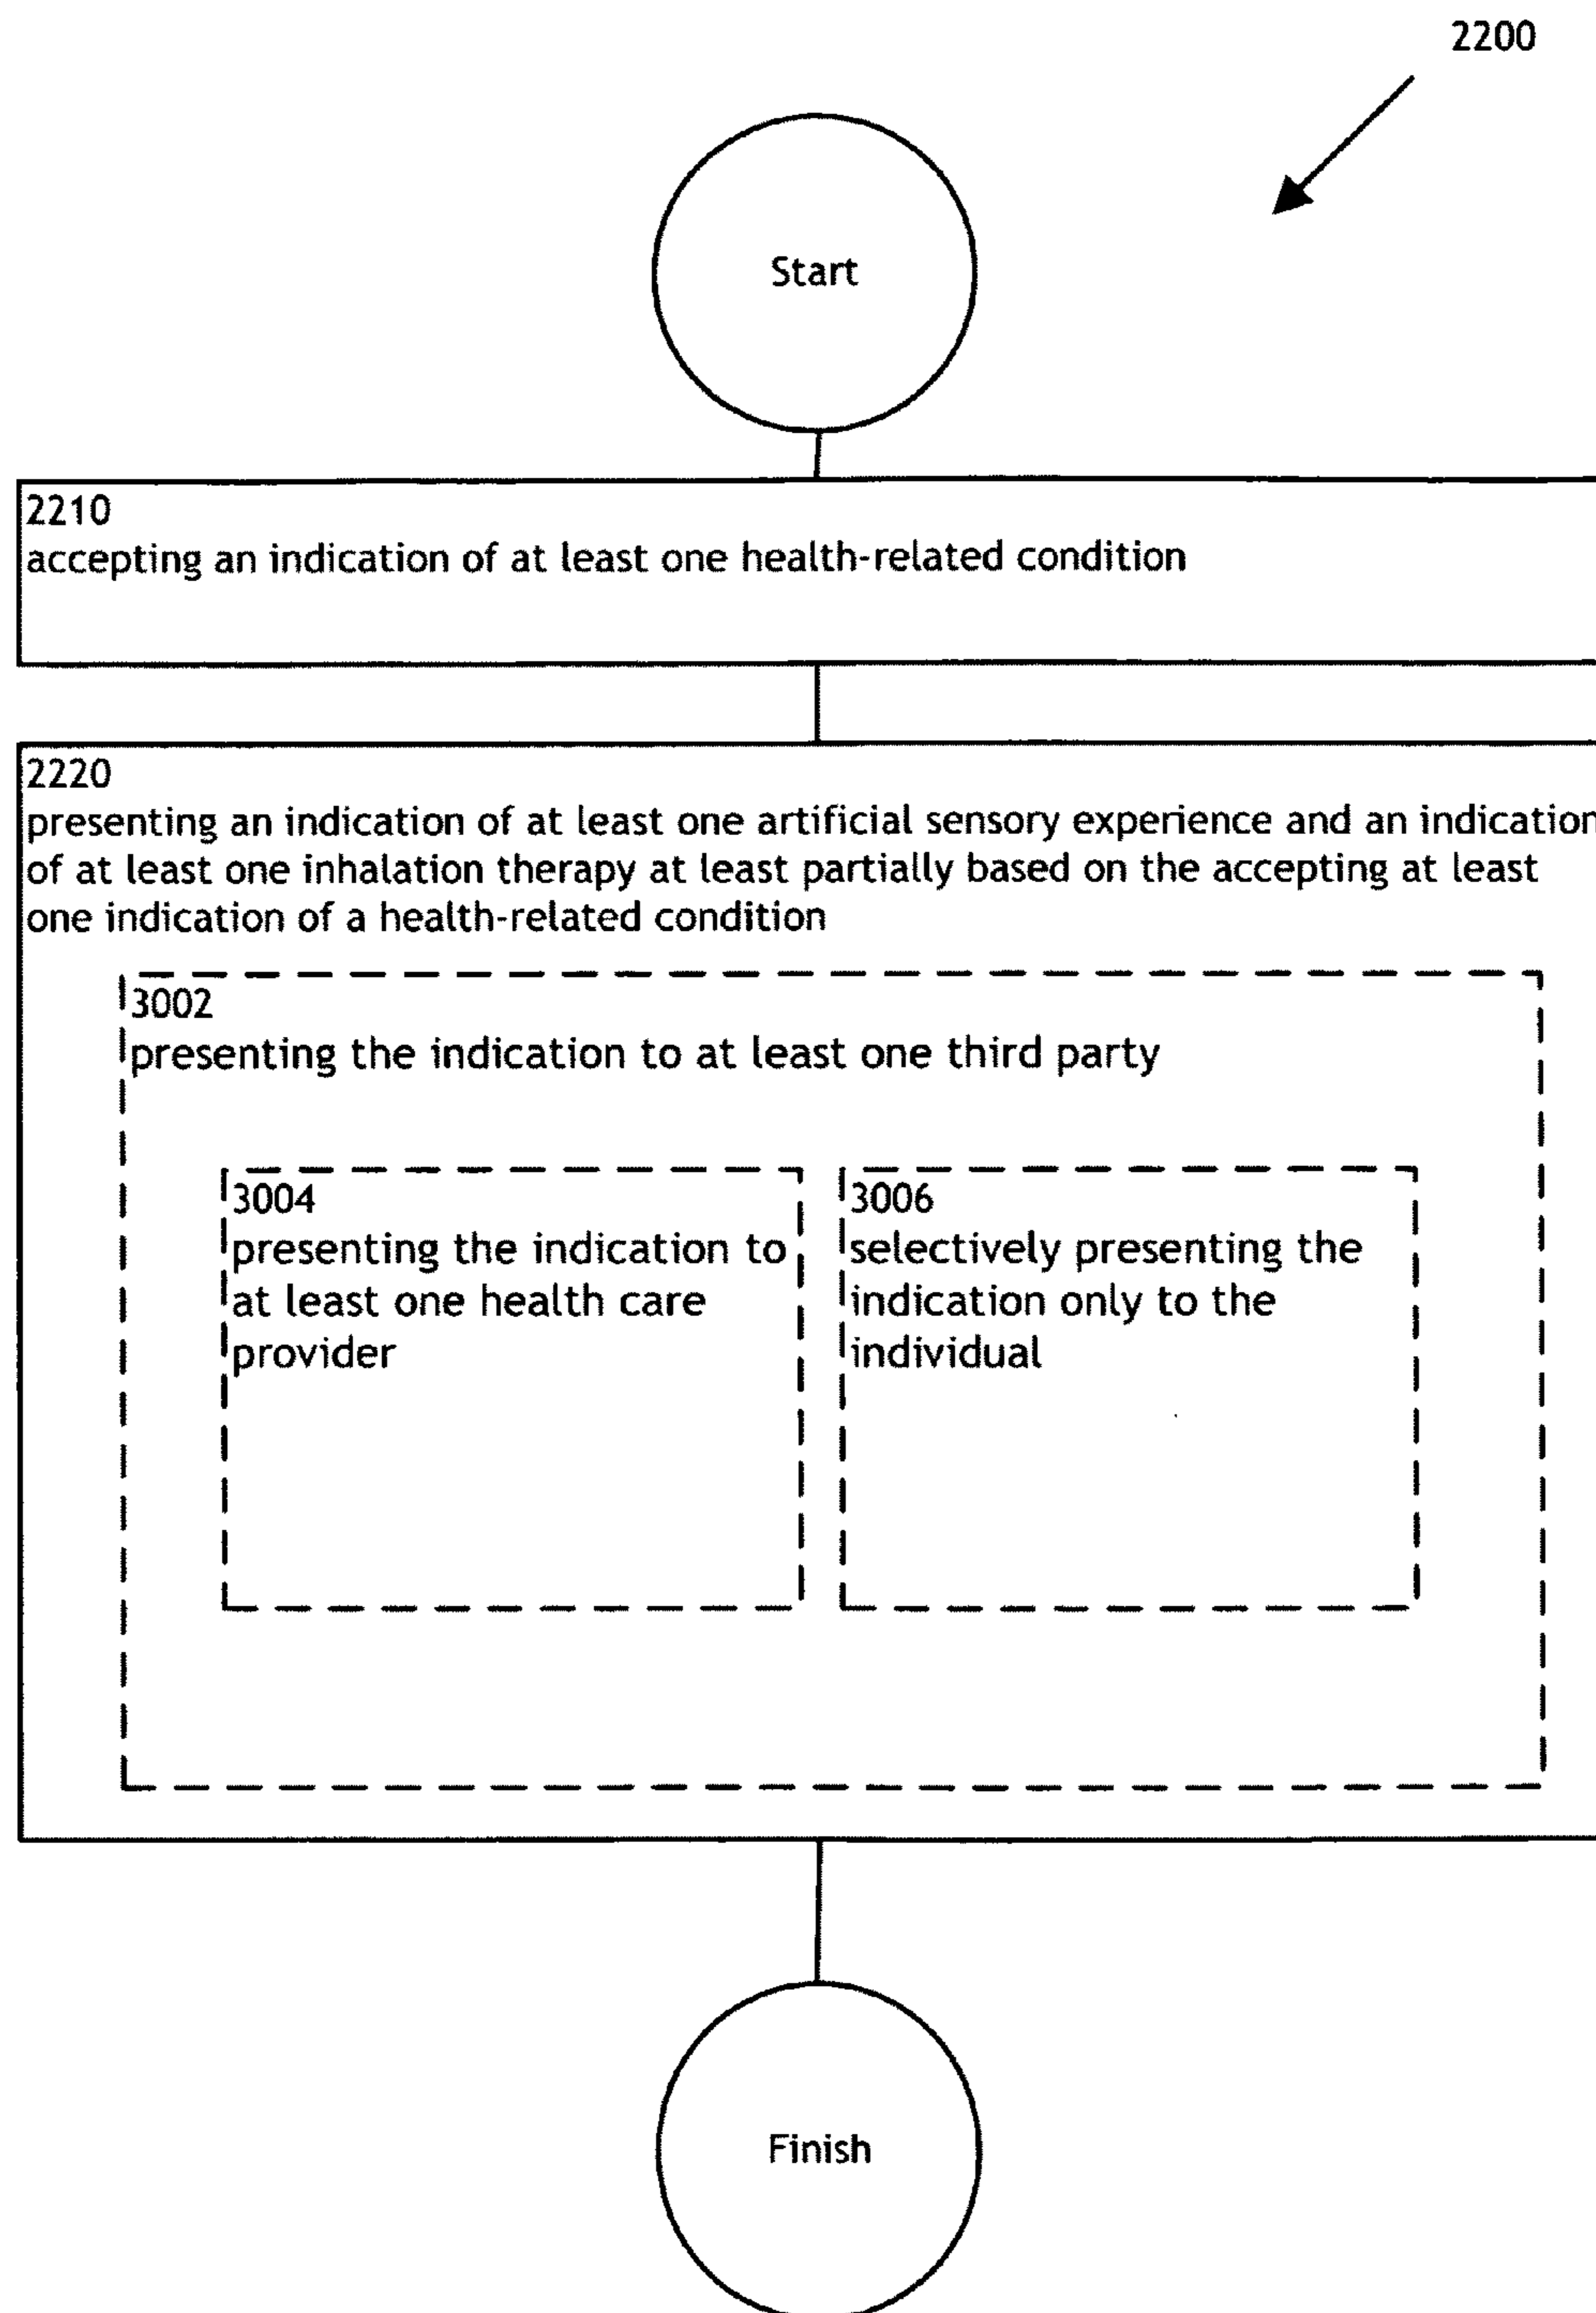 2200
Start
2210
accepting an indication of at least one health-related condition
2220
presenting an indication of at least one artificial sensory experience and an indication
of at least one inhalation therapy at least partially based on the accepting at least
one indication of a health-related condition
3002
presenting the indication to at least one third party
3004
presenting the indication to
at least one health care
provider
3006
selectively presenting the
indication only to the
individual
Finish